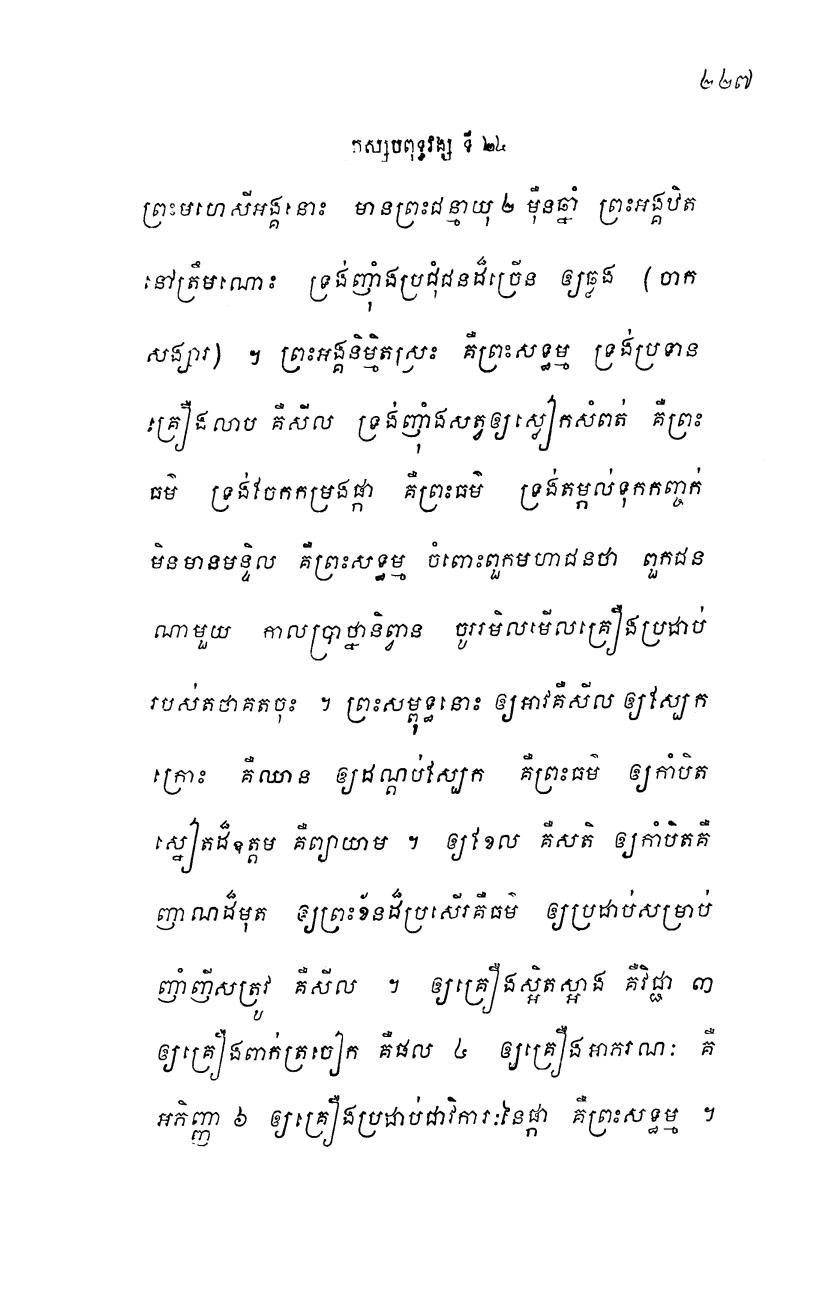 ២២៧
កស្សបពុទ្ធវង្ស ទី ២៤
ព្រះមហេសីអង្គនោះ មានព្រះជន្មាយុ ២ ម៉ឺនឆ្នាំ ព្រះអង្គឋិត
នៅត្រឹមណោះ ទ្រង់ញុំាងប្រជុំជនដ៏ច្រើន ឲ្យឆ្លង (ចាក
សង្សារ) ។ ព្រះអង្គនិម្មិតស្រះ គឺព្រះសទ្ធម្ម ទ្រង់ប្រទាន
គ្រឿងលាប គឺសីល ទ្រង់ញុំាងសត្វឲ្យស្លៀកសំពត់ គឺព្រះ
ធម៌ ទ្រង់ចែកកម្រងផ្កា គឺព្រះធម៌ ទ្រង់តម្កល់ទុកកញ្ចក់
មិនមានមន្ទិល គឺព្រះសទ្ធម្ម ចំពោះពួកមហាជនថា ពួកជន
ណាមួយ កាលប្រាថ្នានិព្វាន ចូររមិលមើលគ្រឿងប្រដាប់
របស់តថាគតចុះ ។ ព្រះសម្ពុទ្ធនោះ ឲ្យអាវគឺសីល ឲ្យស្បែក
ក្រោះ គឺឈាន ឲ្យដណ្តប់ស្បែក គឺព្រះធម៌ ឲ្យកាំបិត
ស្នៀតដ៏ឧត្តម គឺព្យាយាម ។ ឲ្យខែល គឺសតិ ឲ្យកាំបិតគឺ
ញាណដ៏មុត ឲ្យព្រះខ័នដ៏ប្រសើរគឺធម៌ ឲ្យប្រដាប់សម្រាប់
ញាំញីសត្រូវ គឺសីល ។ ឲ្យគ្រឿងស្អិតស្អាង គឺវិជ្ជា ៣
ឲ្យគ្រឿងពាក់ត្រចៀក គឺផល ៤ ឲ្យគ្រឿងអាភរណៈ គឺ
អភិញ្ញា ៦ ឲ្យគ្រឿងប្រដាប់ជាវិការៈនៃផ្កា គឺព្រះសទ្ធម្ម ។